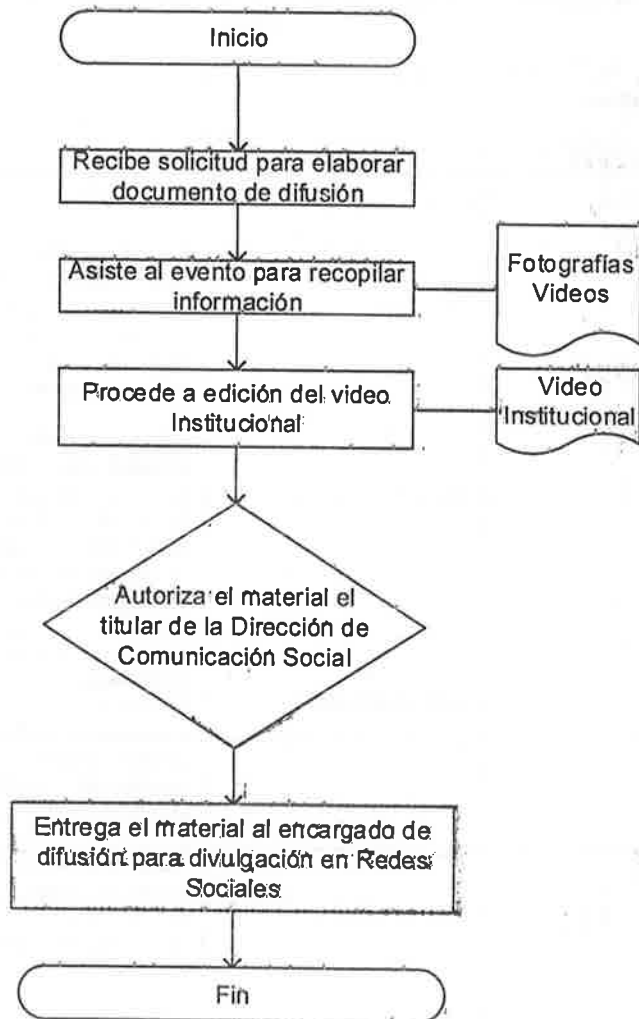 Inicio
Recibe solicitud para elaborar
documento de difusión
Asiste al evento para recopilar
información
Fotografías
Videos
Procede a edición del video
Institucional
Video
Institucional
Autoriza el material el
titular de la Dirección de
Comunicación Social
Entrega el material al encargado de
difusión para divulgación en Redes
Sociales
Fin